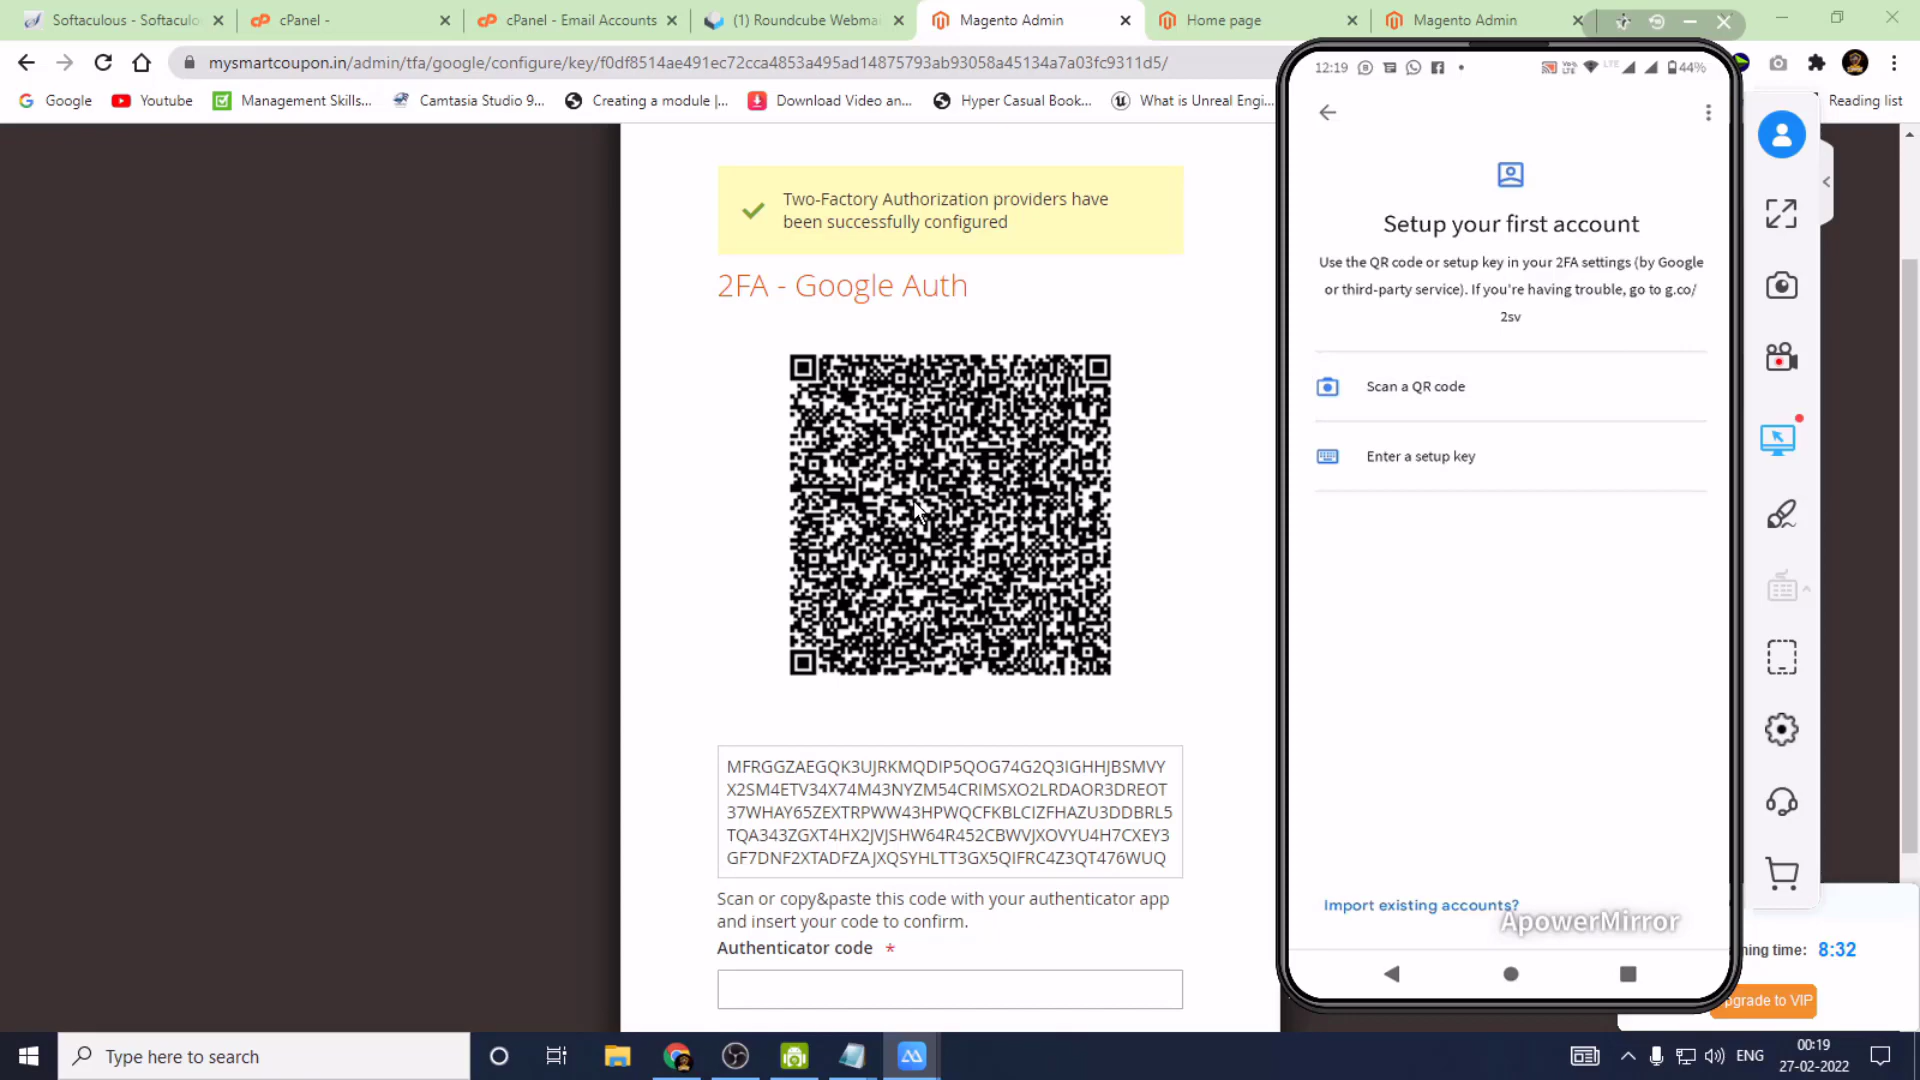 Softaculous - Softaculo
cPanel -
cPanel - Email Accounts
(1) Roundcube Webma
Magento Admin
Home page
Magento Admin
mysmartcoupon.in/admin/tfa/google/configure/key/f0df8514ae491ec72cca4853a495ad14875793ab93058a45134a7a03fc9311d5/
Google
Youtube
Management Skills...
Camtasia Studio 9...
Creating a module |...
Download Video an...
Hyper Casual Book...
What is Unreal Engi...
Reading list
Two-Factory Authorization providers have
been successfully configured
2FA - Google Auth
MFRGGZAEGQK3UJRKMQDIP5QOG74G2Q3IGHHJBSMVY
X2SM4ETV34X74M43NYZM54CRIMSXO2LRDAOR3DREOT
37WHAY65ZEXTRPWW43HPWQCFKBLCIZFHAZU3DDBRL5
TQA343ZGXT4HX2JVJSHW64R452CBWVJXOVYU4H7CXEY3
GF7DNF2XTADFZAJXQSYHLTT3GX5QIFRC4Z3QT476WUQ
Scan or copy&paste this code with your authenticator app
and insert your code to confirm.
Authenticator code *
12:19
LTE
44%
Setup your first account
Use the QR code or setup key in your 2FA settings (by Google
or third-party service). If you're having trouble, go to g.co/
2sv
Scan a QR code
Enter a setup key
Import existing accounts?
ApowerMirror
ning time: 8:32
pgrade to VIP
Type here to search
ENG
00:19
27-02-2022